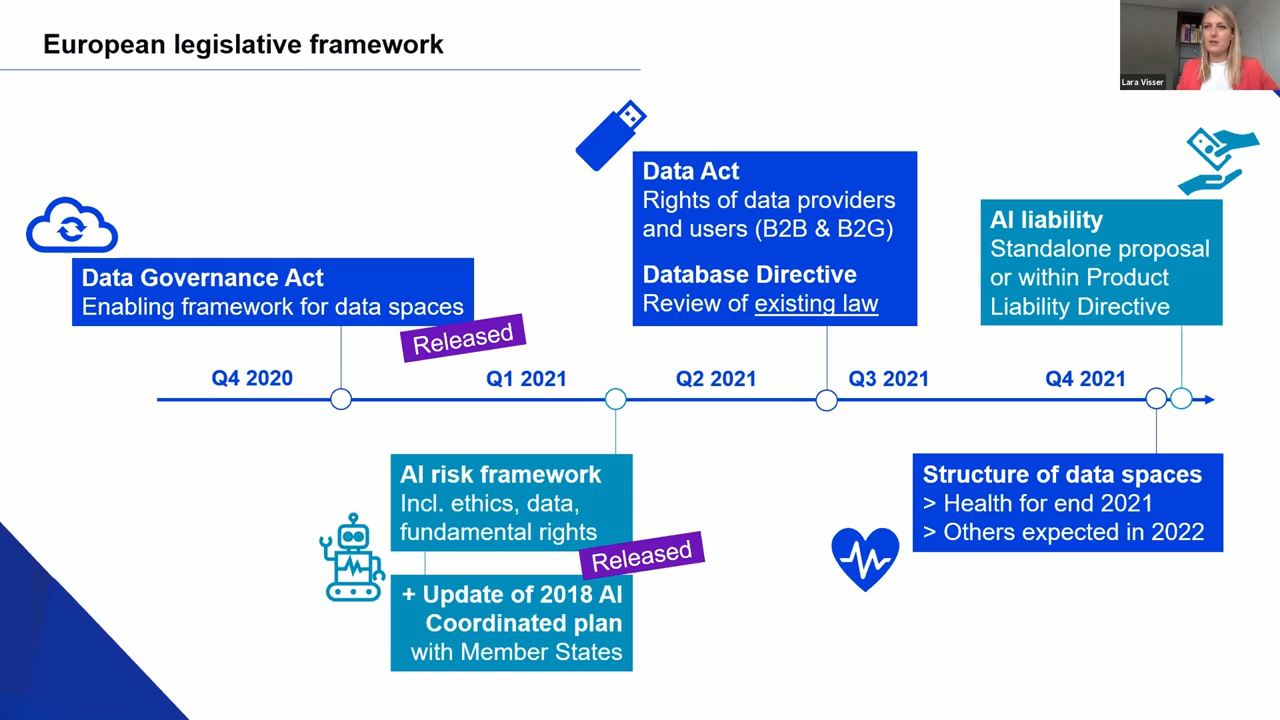 European legislative framework
Lara Visser
Data Act
Rights of data providers
and users (B2B & B2G)
Database Directive
Review of existing law
AI liability
Standalone proposal
or within Product
Liability Directive
Data Governance Act
Enabling framework for data spaces
Released
Q4 2020
Q1 2021
Q2 2021
Q3 2021
Q4 2021
AI risk framework
Incl. ethics, data,
fundamental rights
Released
+ Update of 2018 AI
Coordinated plan
with Member States
Structure of data spaces
> Health for end 2021
> Others expected in 2022